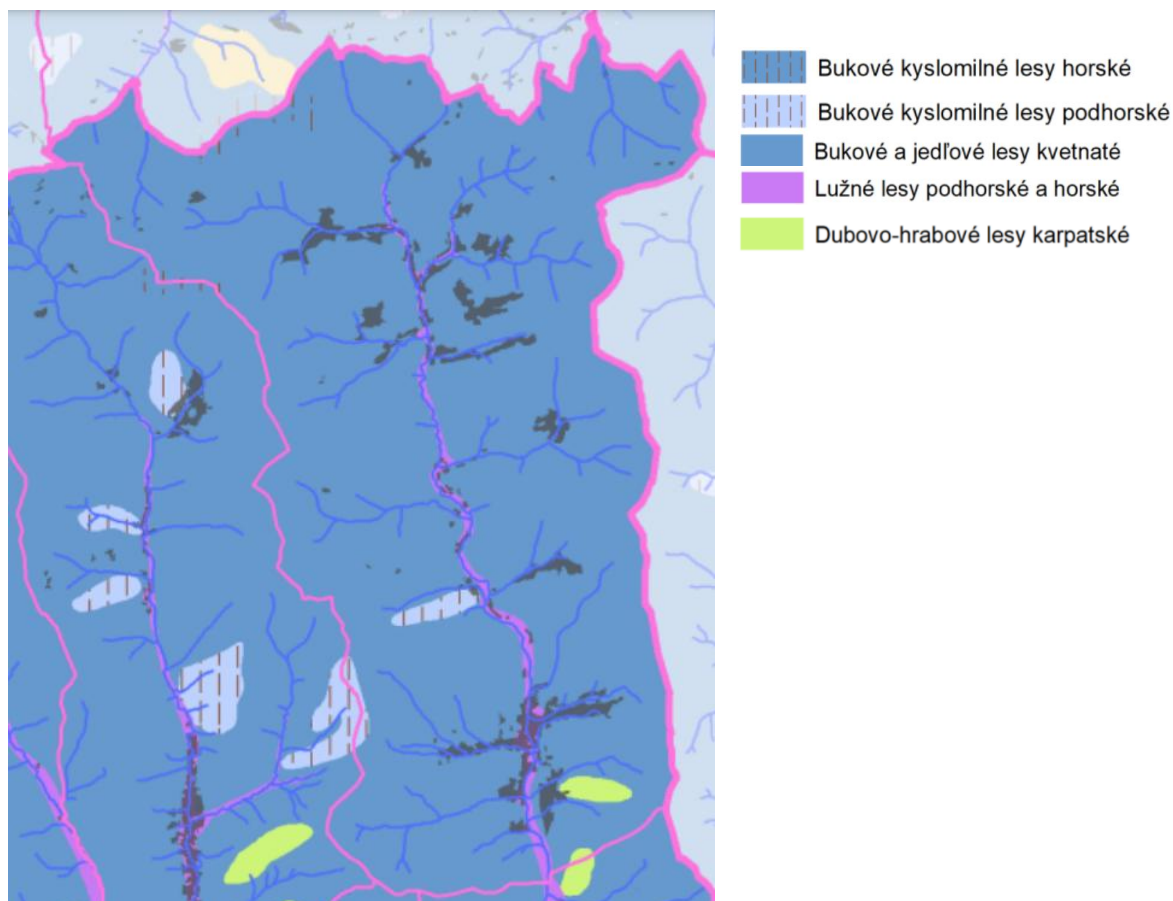 Bukové kyslomilné lesy horské
Bukové kyslomilné lesy podhorské
Bukové a jedľové lesy kvetnaté
Lužné lesy podhorské a horské
Dubovo-hrabové lesy karpatské